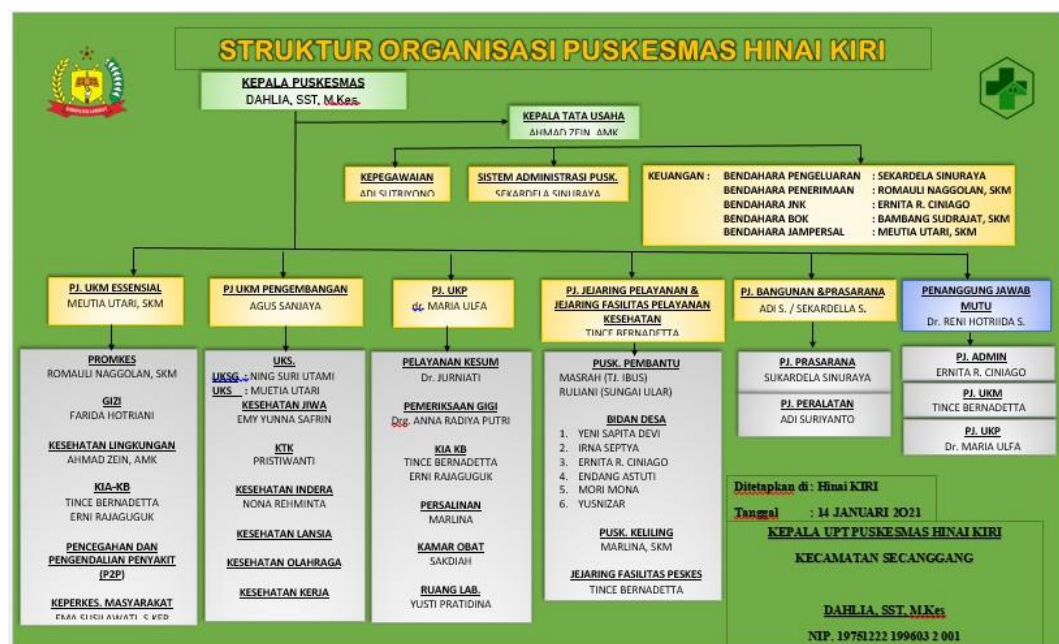 STRUKTUR ORGANISASI PUSKESMAS HINAI KIRI
KEPALA PUSKESMAS
DAHLIA, SST, M.Kes
KEPALA TATA USAHA
AHMAD ZEIN, AMK
KEPEGAWAIAN
ADI SUTRIYONO
SISTEM ADMINISTRASI PUSK.
SEKARDELA SINURAYA
KEUANGAN : BENDAHARA PENGELUARAN : SEKARDELA SINURAYA
BENDAHARA PENERIMAAN : ROMAULI NAGGOLAN, SKM
BENDAHARA JNK : ERNITA R. CINIAGO
BENDAHARA BOK : BAMBANG SUDRAJAT, SKM
BENDAHARA JAMPERSAL : MEUTIA UTARI, SKM
PJ. UKM ESSENSIAL
MEUTIA UTARI, SKM
PJ UKM PENGEMBANGAN
AGUS SANJAYA
PJ. UKP
dr. MARIA ULFA
PJ. JEJARING PELAYANAN &
JEJARING FASILITAS PELAYANAN
KESEHATAN
TINCE BERNADETTA
PJ. BANGUNAN &PRASARANA
ADI S. / SEKARDELLA S.
PENANGGUNG JAWAB
MUTU
Dr. RENI HOTRIIDA S.
PROMKES
ROMAULI NAGGOLAN, SKM
GIZI
FARIDA HOTRIANI
KESEHATAN LINGKUNGAN
AHMAD ZEIN, AMK
KIA-KB
TINCE BERNADETTA
ERNI RAJAGUGUK
PENCEGAHAN DAN
PENGENDALIAN PENYAKIT
(P2P)
KEPERKES. MASYARAKAT
EMA SUSILAWATI, S.KEP
UKS.
UKSG : NING SURI UTAMI
UKS : MUETIA UTARI
KESEHATAN JIWA
EMY YUNNA SAFRIN
KTK
PRISTIWANTI
KESEHATAN INDERA
NONA REHMINTA
KESEHATAN LANSIA
KESEHATAN OLAHRAGA
KESEHATAN KERJA
PELAYANAN KESUM
Dr. JURNIATI
PEMERIKSAAN GIGI
Drg. ANNA RADIYA PUTRI
KIA KB
TINCE BERNADETTA
ERNI RAJAGUGUK
PERSALINAN
MARLINA
KAMAR OBAT
SAKDIAH
RUANG LAB.
YUSTI PRATIDINA
PUSK. PEMBANTU
MASRAH (TJ. IBUS)
RULIANI (SUNGAI ULAR)
BIDAN DESA
1. YENI SAPITA DEVI
2. IRNA SEPTYA
3. ERNITA R. CINIAGO
4. ENDANG ASTUTI
5. MORI MONA
6. YUSNIZAR
PUSK. KELILING
MARLINA, SKM
JEJARING FASILITAS PESKES
TINCE BERNADETTA
PJ. PRASARANA
SUKARDELA SINURAYA
PJ. PERALATAN
ADI SURIYANTO
PJ. ADMIN
ERNITA R. CINIAGO
PJ. UKM
TINCE BERNADETTA
PJ. UKP
Dr. MARIA ULFA
Ditetapkan di : Hinai KIRI
Tanggal : 14 JANUARI 2O21
KEPALA UPT PUSKESMAS HINAI KIRI
KECAMATAN SECANGGANG
DAHLIA, SST, M.Kes
NIP. 19751222 199603 2 001